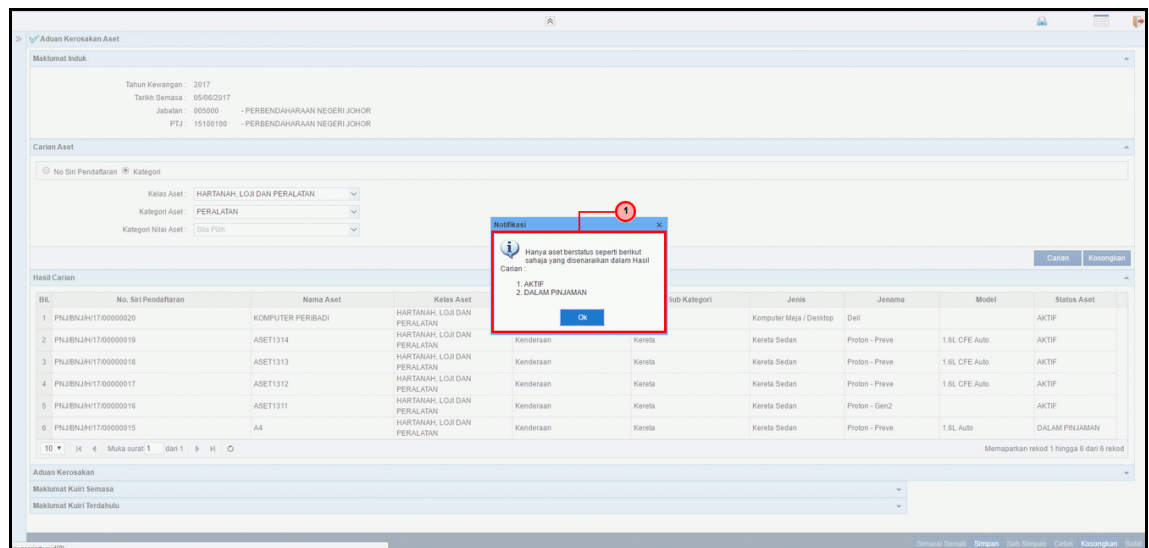 Aduan Kerosakan Aset
Maklumat Induk
Tahun Kewangan : 2017
Tarikh Semasa : 05/06/2017
Jabatan : 005000 - PERBENDAHARAAN NEGERI JOHOR
PTJ : 15100100 - PERBENDAHARAAN NEGERI JOHOR
Carian Aset
No Siri Pendaftaran Kategori
Kelas Aset : HARTANAH, LOJI DAN PERALATAN
Kategori Aset : PERALATAN
Kategori Nilai Aset : Sila Pilih
1
Notifikasi x
Hanya aset berstatus seperti berikut
sahaja yang disenaraikan dalam Hasil
Carian :
1. AKTIF
2. DALAM PINJAMAN
Ok
Carian Kosongkan
Hasil Carian
Bil. No. Siri Pendaftaran Nama Aset Kelas Aset Sub Kategori Jenis Jenama Model Status Aset
1 PNJ/BNJ/H/17/00000020 KOMPUTER PERIBADI HARTANAH, LOJI DAN PERALATAN Komputer Meja / Desktop Dell AKTIF
2 PNJ/BNJ/H/17/00000019 ASET1314 HARTANAH, LOJI DAN PERALATAN Kenderaan Kereta Kereta Sedan Proton - Preve 1.6L CFE Auto AKTIF
3 PNJ/BNJ/H/17/00000018 ASET1313 HARTANAH, LOJI DAN PERALATAN Kenderaan Kereta Kereta Sedan Proton - Preve 1.6L CFE Auto AKTIF
4 PNJ/BNJ/H/17/00000017 ASET1312 HARTANAH, LOJI DAN PERALATAN Kenderaan Kereta Kereta Sedan Proton - Preve 1.6L CFE Auto AKTIF
5 PNJ/BNJ/H/17/00000016 ASET1311 HARTANAH, LOJI DAN PERALATAN Kenderaan Kereta Kereta Sedan Proton - Gen2 AKTIF
6 PNJ/BNJ/H/17/00000015 A4 HARTANAH, LOJI DAN PERALATAN Kenderaan Kereta Kereta Sedan Proton - Preve 1.6L Auto DALAM PINJAMAN
10 Muka surat 1 dari 1 Memaparkan rekod 1 hingga 6 dari 6 rekod
Aduan Kerosakan
Maklumat Kuiri Semasa
Maklumat Kuiri Terdahulu
Senarai Semak Simpan Sah Simpan Cetak Kosongkan Batal